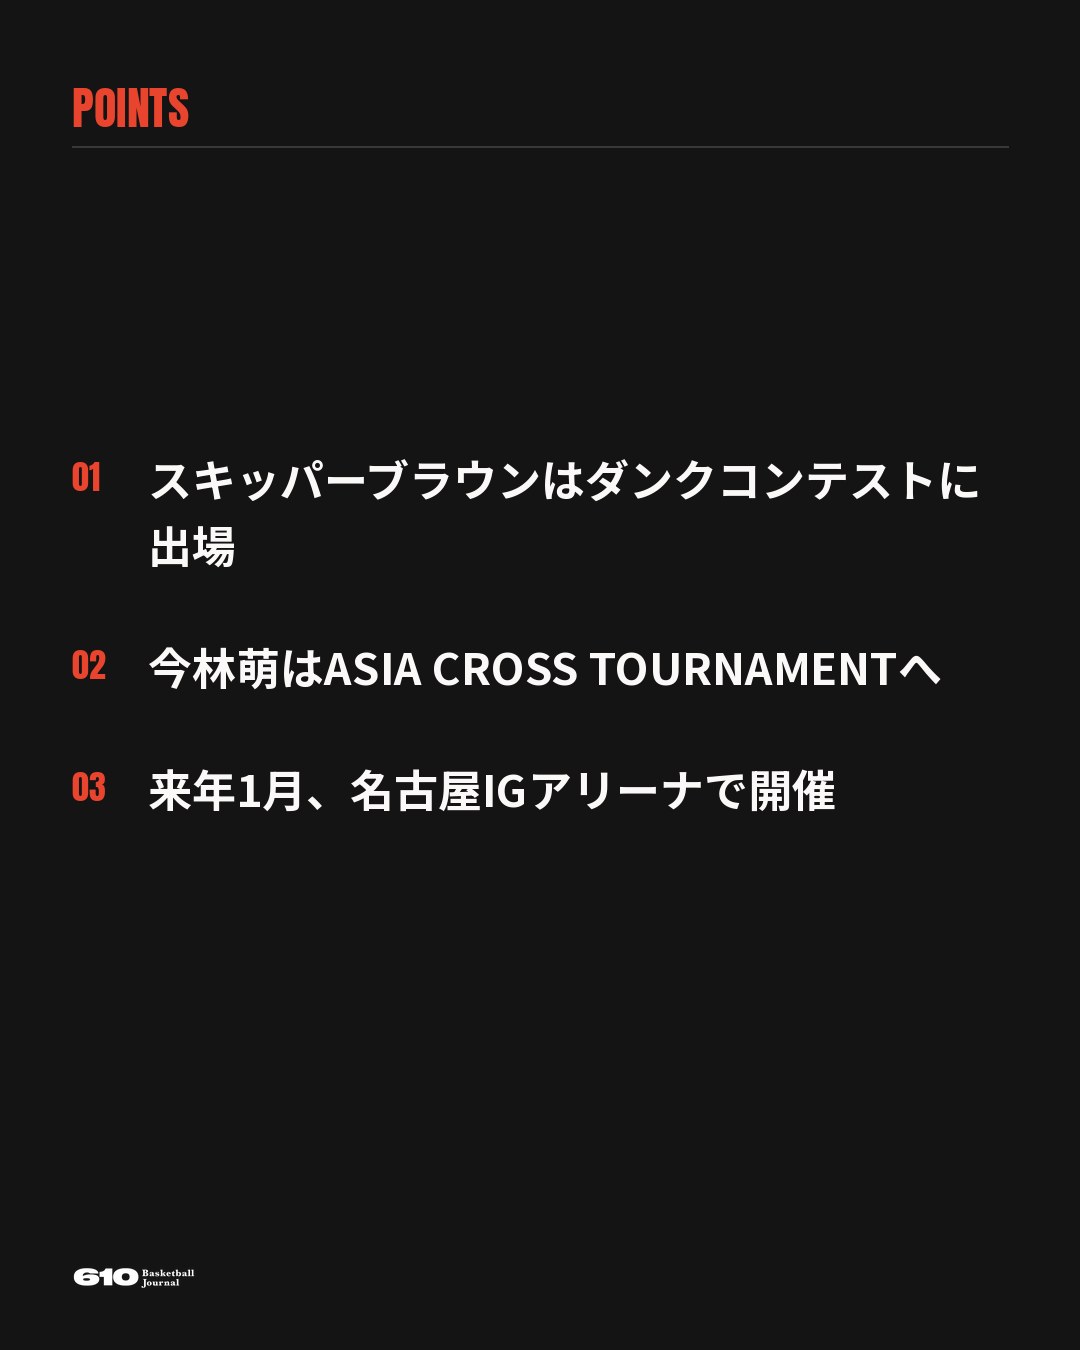 POINTS
01 スキッパーブラウンはダンクコンテストに
出場
02 今林萌はASIA CROSS TOURNAMENTへ
03 来年1月、名古屋IGアリーナで開催
610 Basketball
Journal